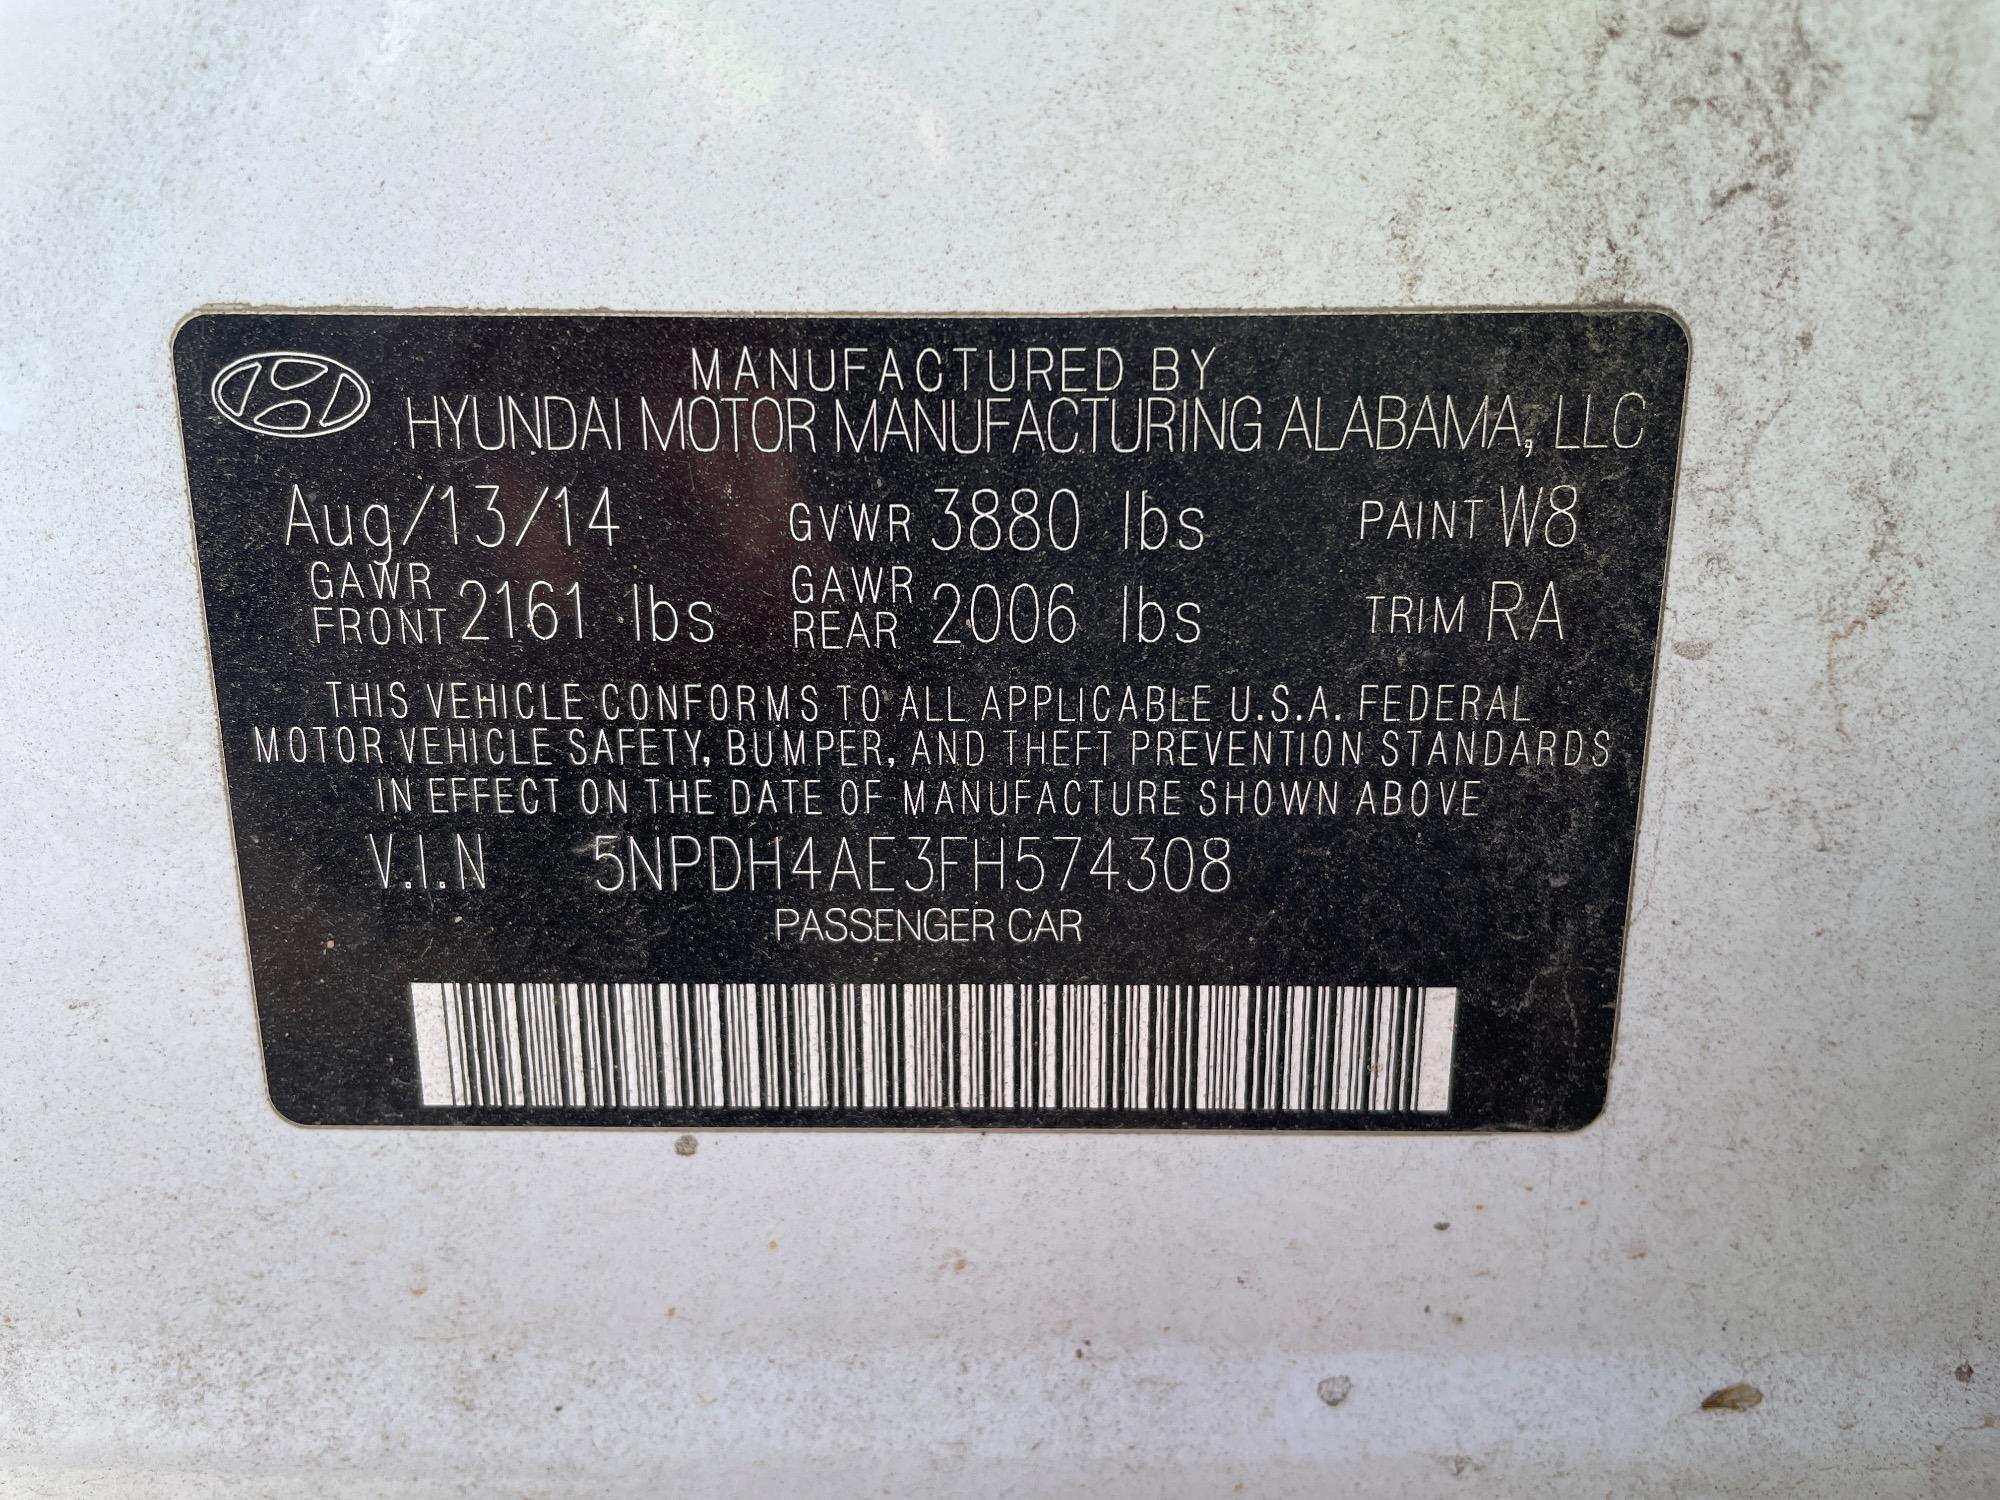 MANUFACTURED BY
HYUNDAI MOTOR MANUFACTURING ALABAMA, LLC
Aug/13/14 GVWR 3880 lbs PAINT W8
GAWR FRONT 2161 lbs GAWR REAR 2006 lbs TRIM RA
THIS VEHICLE CONFORMS TO ALL APPLICABLE U.S.A. FEDERAL
MOTOR VEHICLE SAFETY, BUMPER, AND THEFT PREVENTION STANDARDS
IN EFFECT ON THE DATE OF MANUFACTURE SHOWN ABOVE
V.I.N 5NPDH4AE3FH574308
PASSENGER CAR